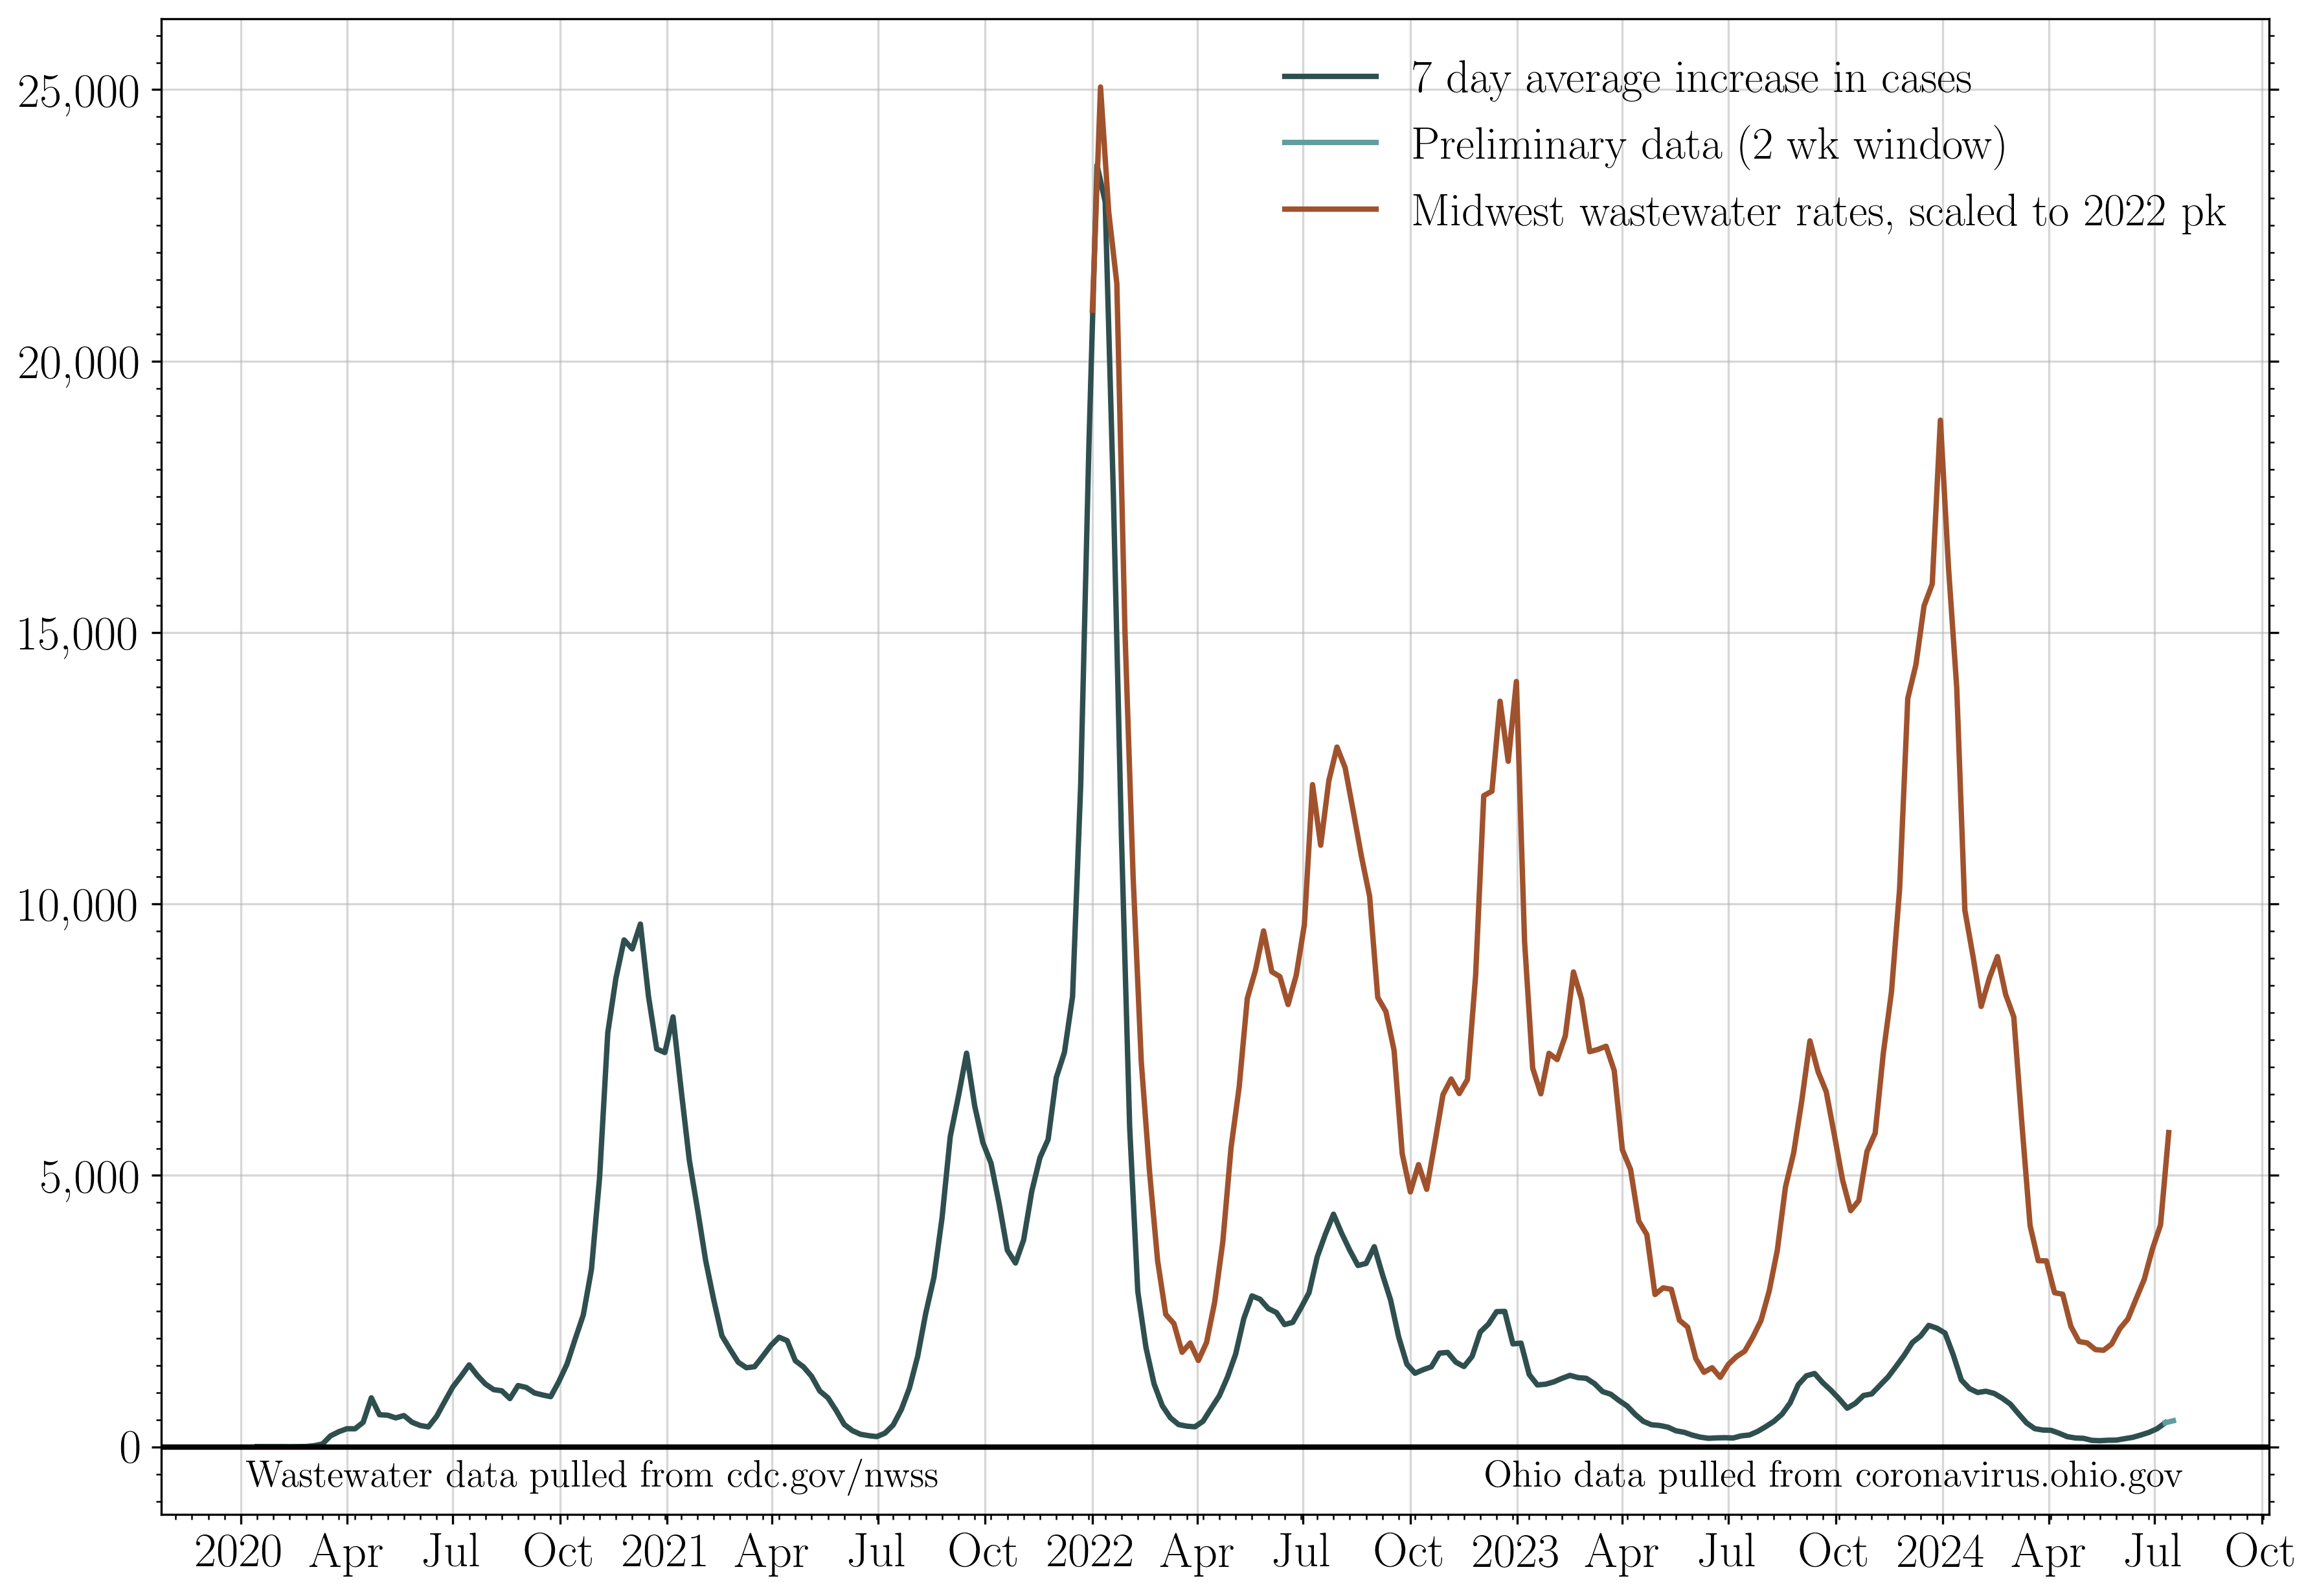 25,000
20,000
15,000
10,000
5,000
0
7 day average increase in cases
Preliminary data (2 wk window)
Midwest wastewater rates, scaled to 2022 pk
Wastewater data pulled from cdc.gov/nwss
Ohio data pulled from coronavirus.ohio.gov
2020 Apr Jul Oct 2021 Apr Jul Oct 2022 Apr Jul Oct 2023 Apr Jul Oct 2024 Apr Jul Oct